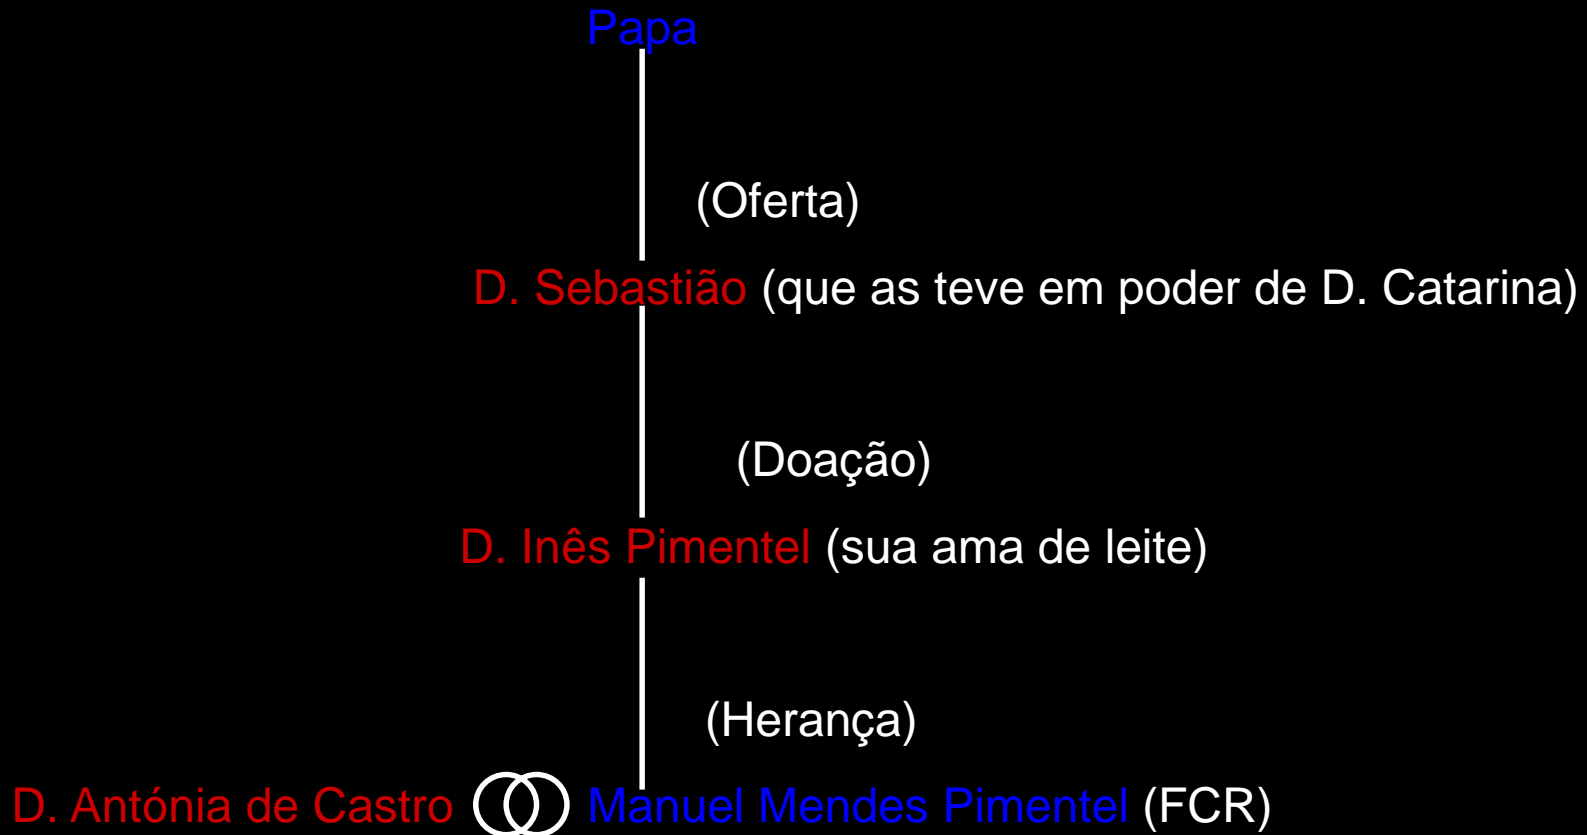 Papa
(Oferta)
D. Sebastião (que as teve em poder de D. Catarina)
(Doação)
D. Inês Pimentel (sua ama de leite)
(Herança)
D. Antónia de Castro Manuel Mendes Pimentel (FCR)